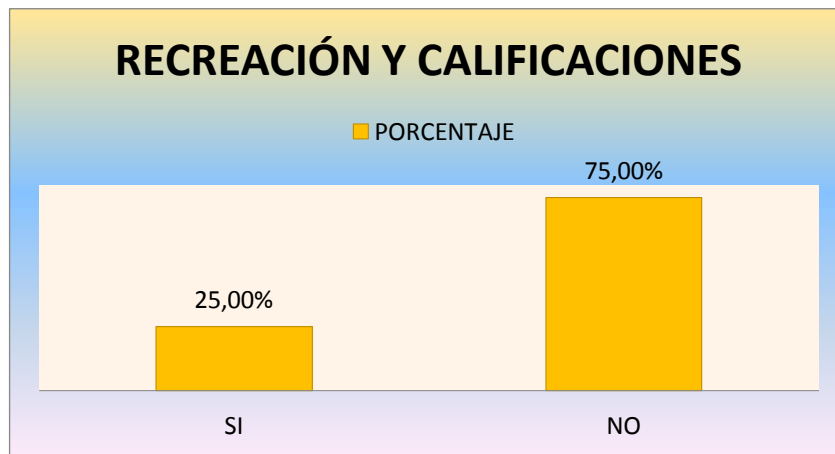 RECREACIÓN Y CALIFICACIONES
PORCENTAJE
75,00%
25,00%
SI NO